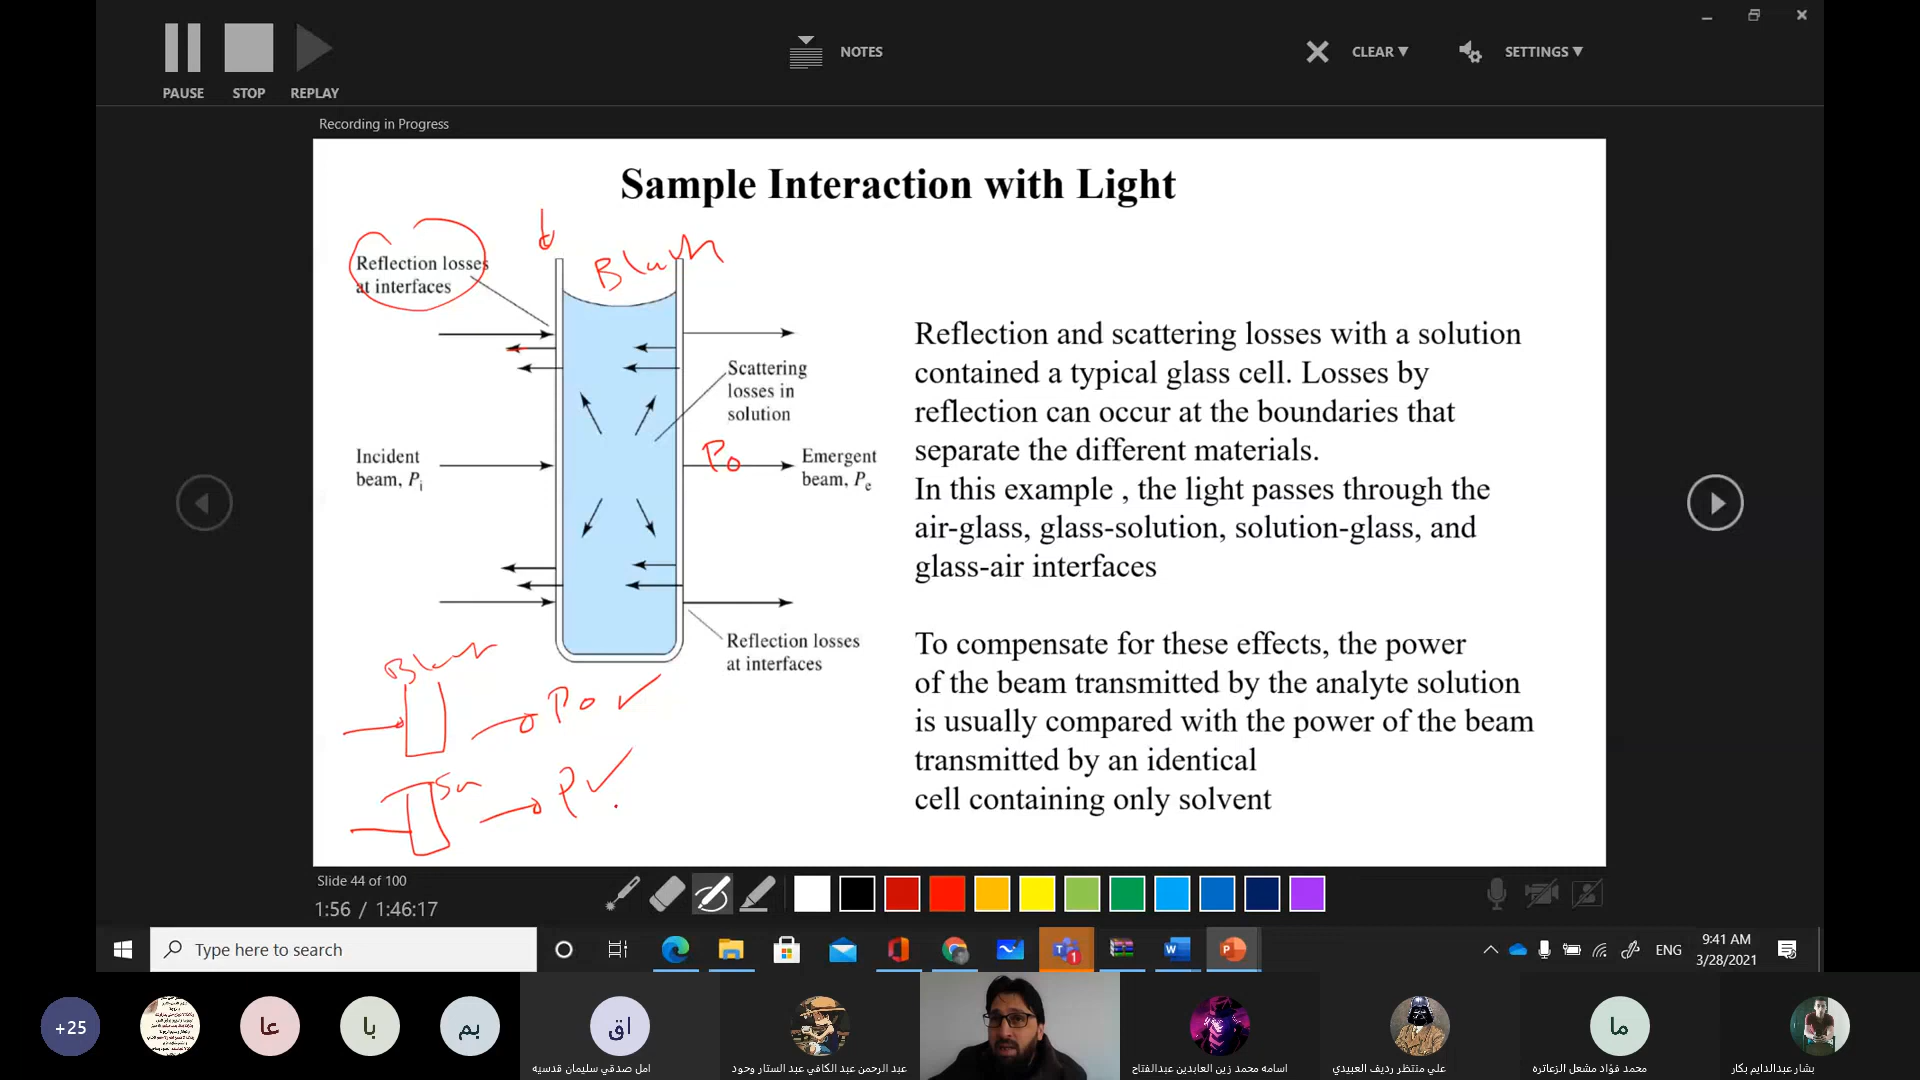 NOTES
CLEAR ▼
SETTINGS ▼
PAUSE
STOP
REPLAY
Recording in Progress
Sample Interaction with Light
Reflection losses
at interfaces
Scattering
losses in
solution
Po
Incident
beam, Pi
Emergent
beam, Pe
Reflection losses
at interfaces
Po
P
Reflection and scattering losses with a solution
contained a typical glass cell. Losses by
reflection can occur at the boundaries that
separate the different materials.
In this example , the light passes through the
air-glass, glass-solution, solution-glass, and
glass-air interfaces
To compensate for these effects, the power
of the beam transmitted by the analyte solution
is usually compared with the power of the beam
transmitted by an identical
cell containing only solvent
Slide 44 of 100
1:56 / 1:46:17
Type here to search
1
ENG
9:41 AM
3/28/2021
+25
عا
با
بم
اق
ما
امل صدقي سليمان قدسيه
عبد الرحمن عبد الكافي عبد الستار وحود
اسامه محمد زين العابدين عبدالفتاح
علي منتظر رديف العبيدي
محمد فؤاد مشعل الزعاتره
بشار عبدالدايم بكار